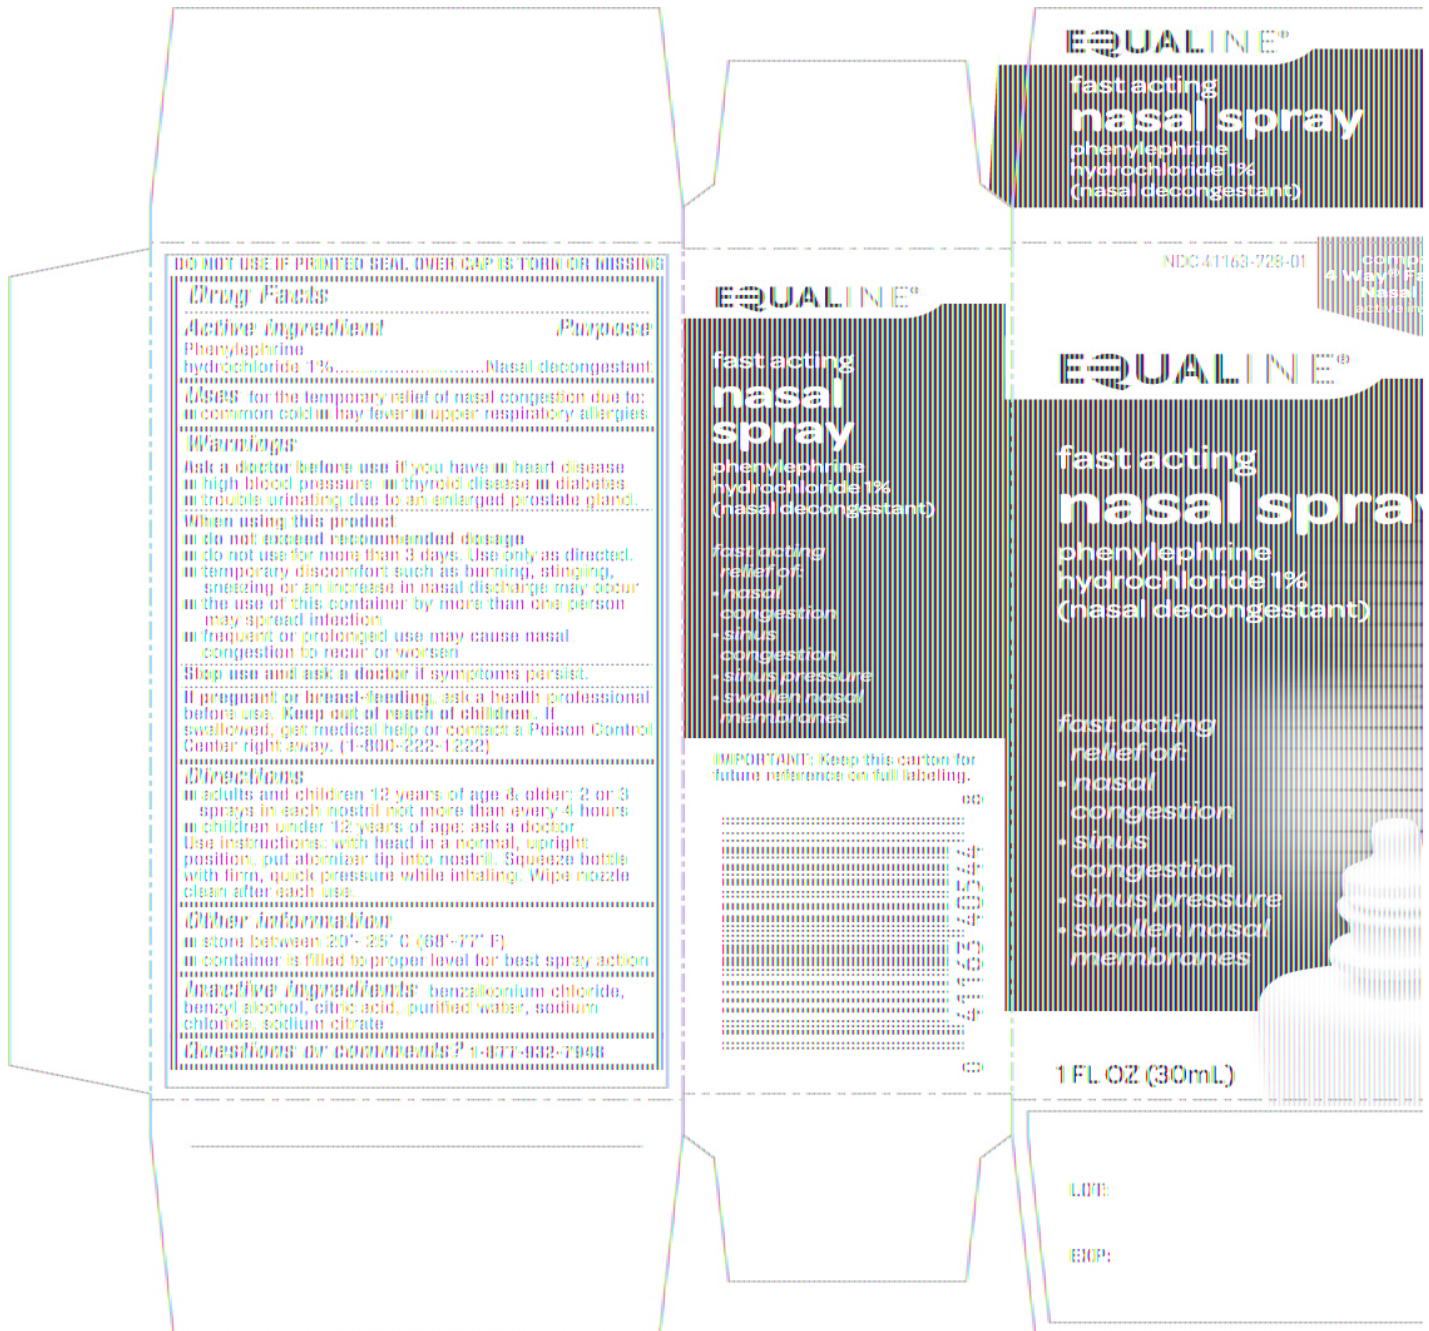 DO NOT USE IF PRINTED SEAL OVER CAP IS TORN OR MISSING
Drug Facts
Active ingredient Purpose
Phenylephrine
hydrochloride 1%..........................Nasal decongestant
Uses for the temporary relief of nasal congestion due to:
■ common cold ■ hay fever ■ upper respiratory allergies
Warnings
Ask a doctor before use if you have ■ heart disease
■ high blood pressure ■ thyroid disease ■ diabetes
■ trouble urinating due to an enlarged prostate gland.
When using this product
■ do not exceed recommended dosage
■ do not use for more than 3 days. Use only as directed.
■ temporary discomfort such as burning, stinging,
sneezing or an increase in nasal discharge may occur
■ the use of this container by more than one person
may spread infection
■ frequent or prolonged use may cause nasal
congestion to recur or worsen
Stop use and ask a doctor if symptoms persist.
If pregnant or breast-feeding, ask a health professional
before use. Keep out of reach of children. If
swallowed, get medical help or contact a Poison Control
Center right away. (1-800-222-1222)
Directions
■ adults and children 12 years of age & older: 2 or 3
sprays in each nostril not more than every 4 hours
■ children under 12 years of age: ask a doctor
Use instructions: with head in a normal, upright
position, put atomizer tip into nostril. Squeeze bottle
with firm, quick pressure while inhaling. Wipe nozzle
clean after each use.
Other information
■ store between 20°- 25° C (68°-77° F)
■ container is filled to proper level for best spray action
Inactive ingredients benzalkonium chloride,
benzyl alcohol, citric acid, purified water, sodium
chloride, sodium citrate
Questions or comments? 1-877-932-7948
EQUALINE®
fast acting
nasal
spray
phenylephrine
hydrochloride 1%
(nasal decongestant)
fast acting
relief of:
• nasal
congestion
• sinus
congestion
• sinus pressure
• swollen nasal
membranes
IMPORTANT: Keep this carton for
future reference on full labeling.
0 41163 40544 8
EQUALINE®
fast acting
nasal spray
phenylephrine
hydrochloride 1%
(nasal decongestant)
NDC 41163-728-01
comp
4 Way®
Nasal
active in
EQUALINE®
fast acting
nasal spray
phenylephrine
hydrochloride 1%
(nasal decongestant)
fast acting
relief of:
• nasal
congestion
• sinus
congestion
• sinus pressure
• swollen nasal
membranes
1 FL OZ (30mL)
LOT:
EXP: